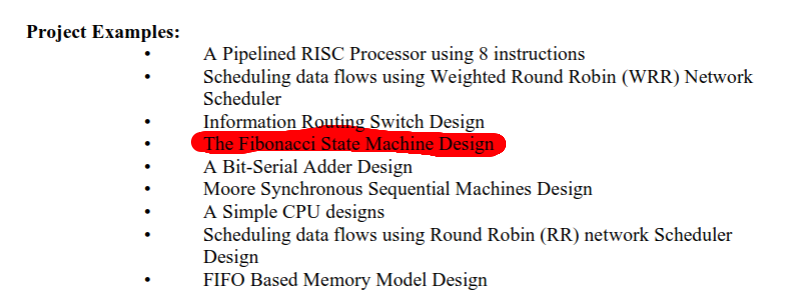 Project Examples:
• A Pipelined RISC Processor using 8 instructions
• Scheduling data flows using Weighted Round Robin (WRR) Network
Scheduler
• Information Routing Switch Design
• The Fibonacci State Machine Design
• A Bit-Serial Adder Design
• Moore Synchronous Sequential Machines Design
• A Simple CPU designs
• Scheduling data flows using Round Robin (RR) network Scheduler
Design
• FIFO Based Memory Model Design